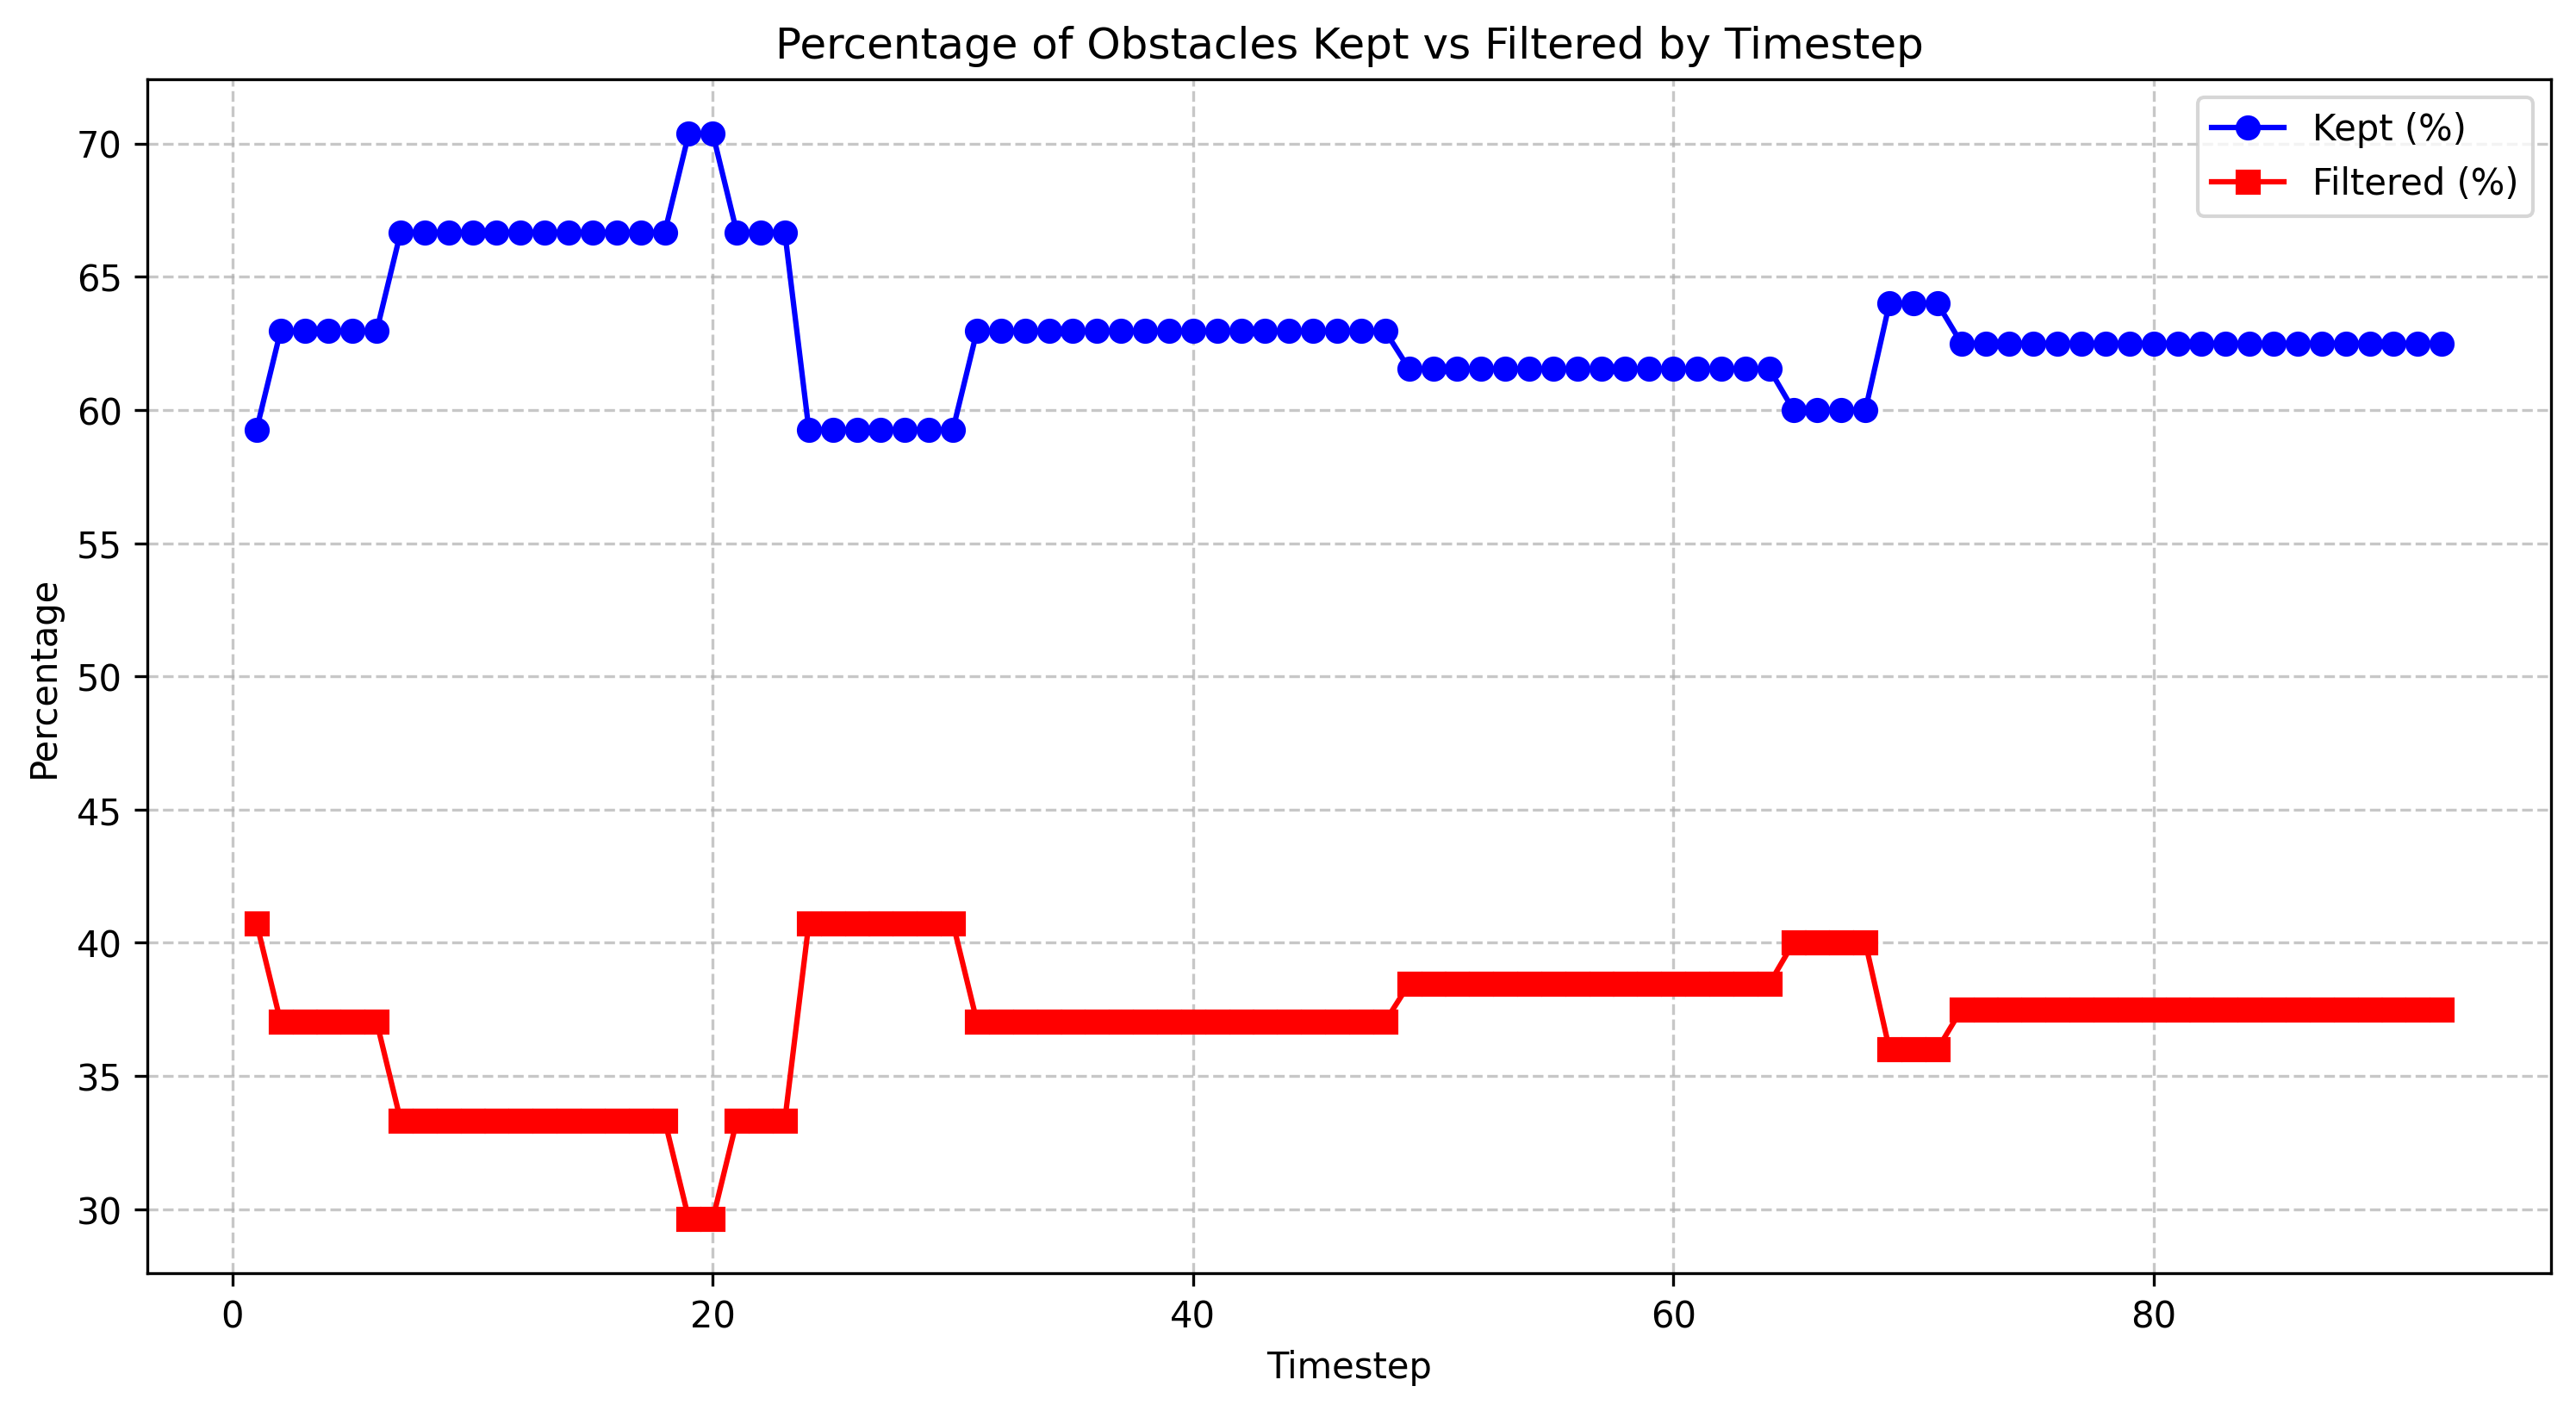 Percentage of Obstacles Kept vs Filtered by Timestep
Kept (%)
Filtered (%)
Percentage
70
65
60
55
50
45
40
35
30
0 20 40 60 80
Timestep